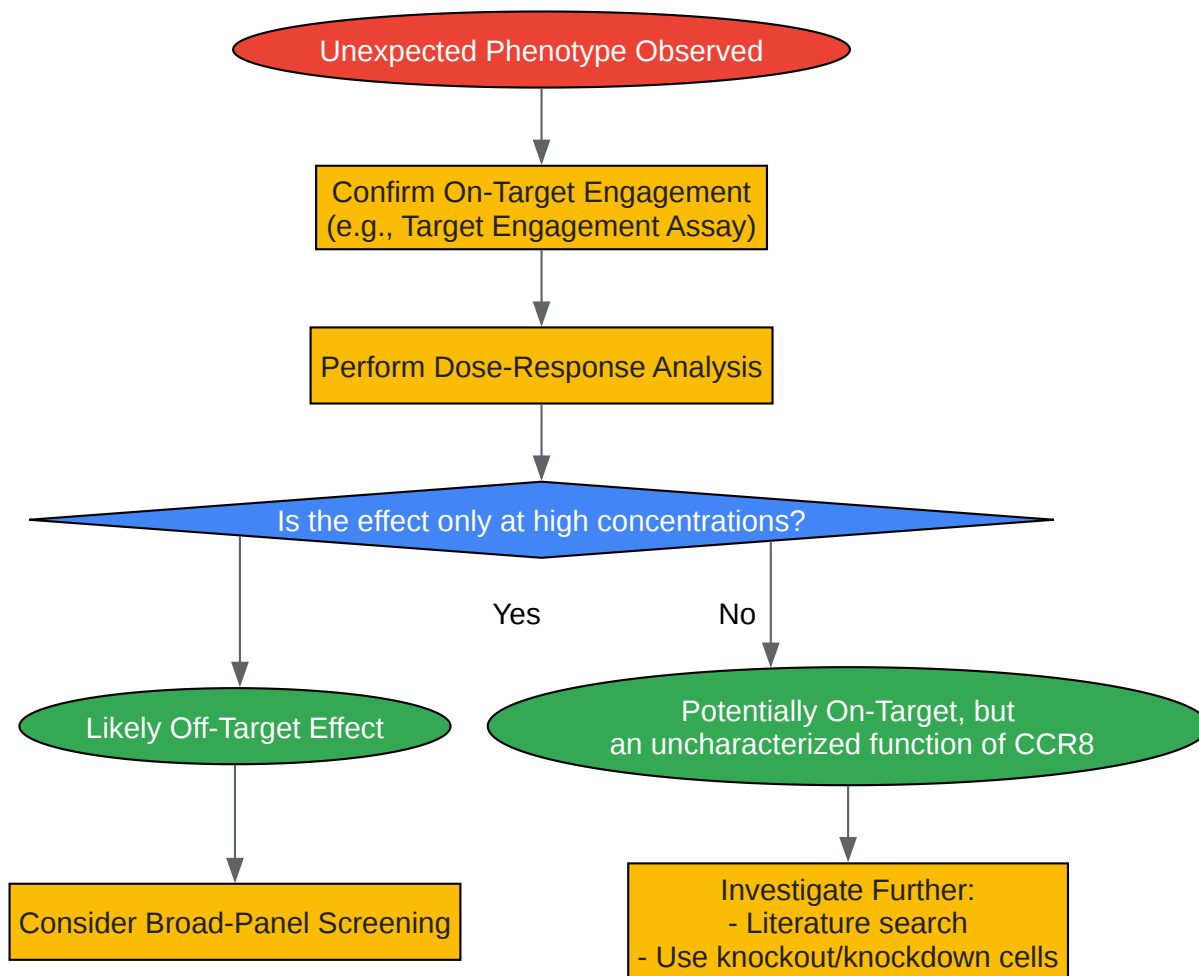 Unexpected Phenotype Observed
Confirm On-Target Engagement
(e.g., Target Engagement Assay)
Perform Dose-Response Analysis
Is the effect only at high concentrations?
Yes
No
Likely Off-Target Effect
Potentially On-Target, but
an uncharacterized function of CCR8
Consider Broad-Panel Screening
Investigate Further:
- Literature search
- Use knockout/knockdown cells